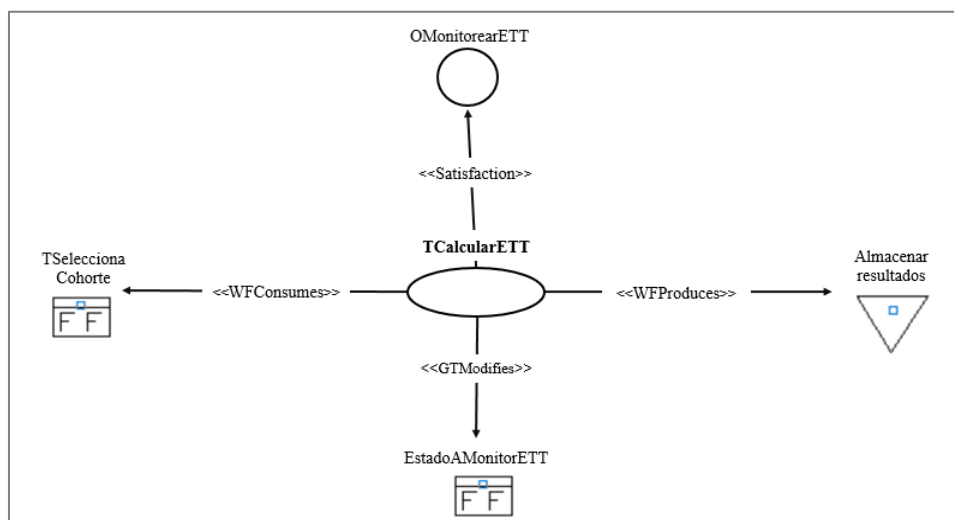 OMonitorearETT
<<Satisfaction>>
TCalcularETT
TSelecciona
Cohorte
<<WFConsumes>>
<<WFProduces>>
Almacenar
resultados
F F
<<GTModifies>>
EstadoAMonitorETT
F F